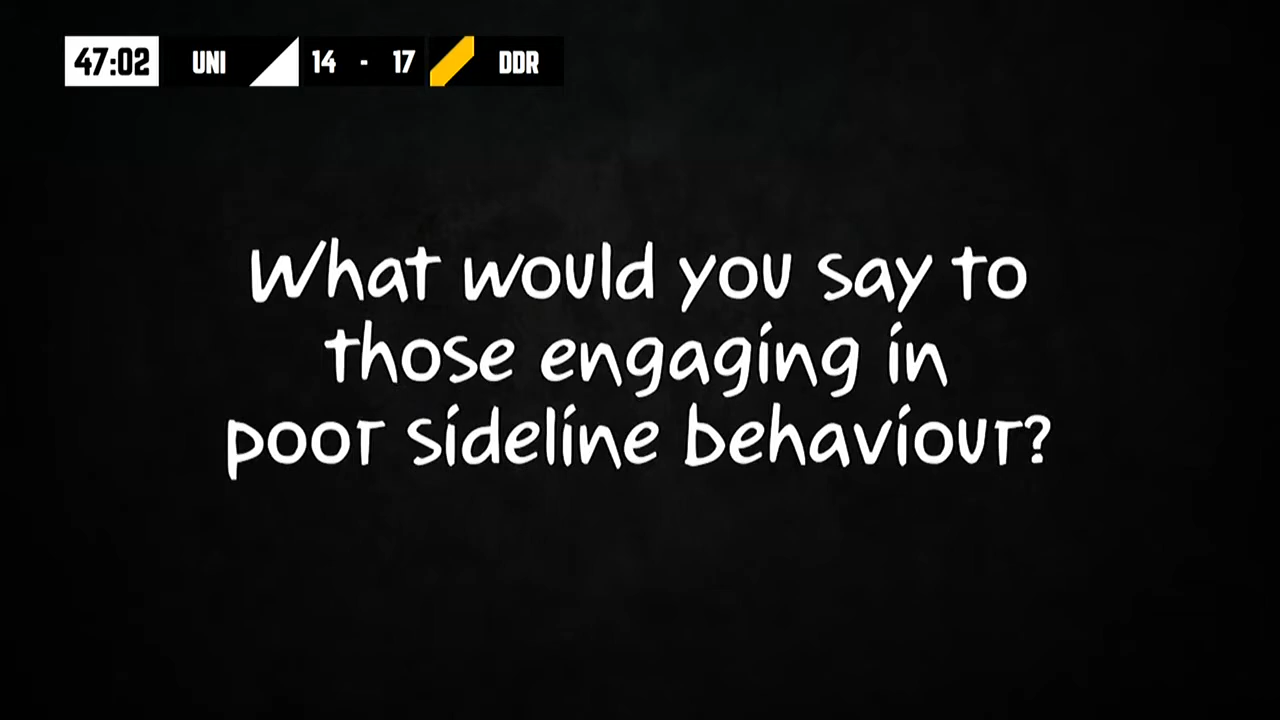 47:02 UNI 14 - 17 DDR
What would you say to
those engaging in
poor sideline behaviour?